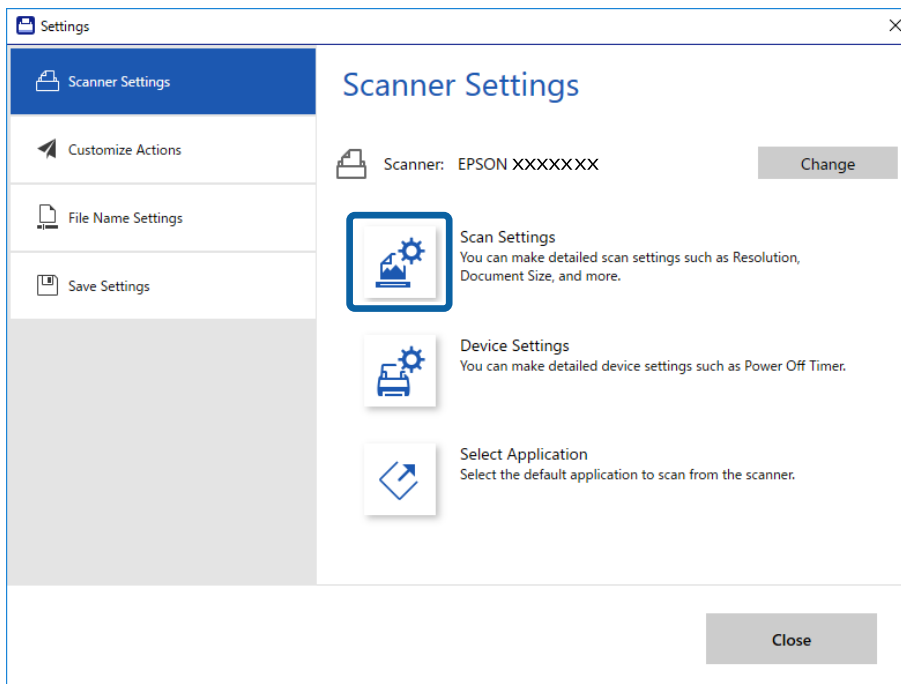 Settings
Scanner Settings
Customize Actions
File Name Settings
Save Settings
Scanner Settings
Scanner: EPSON XXXXXXX
Change
Scan Settings
You can make detailed scan settings such as Resolution,
Document Size, and more.
Device Settings
You can make detailed device settings such as Power Off Timer.
Select Application
Select the default application to scan from the scanner.
Close